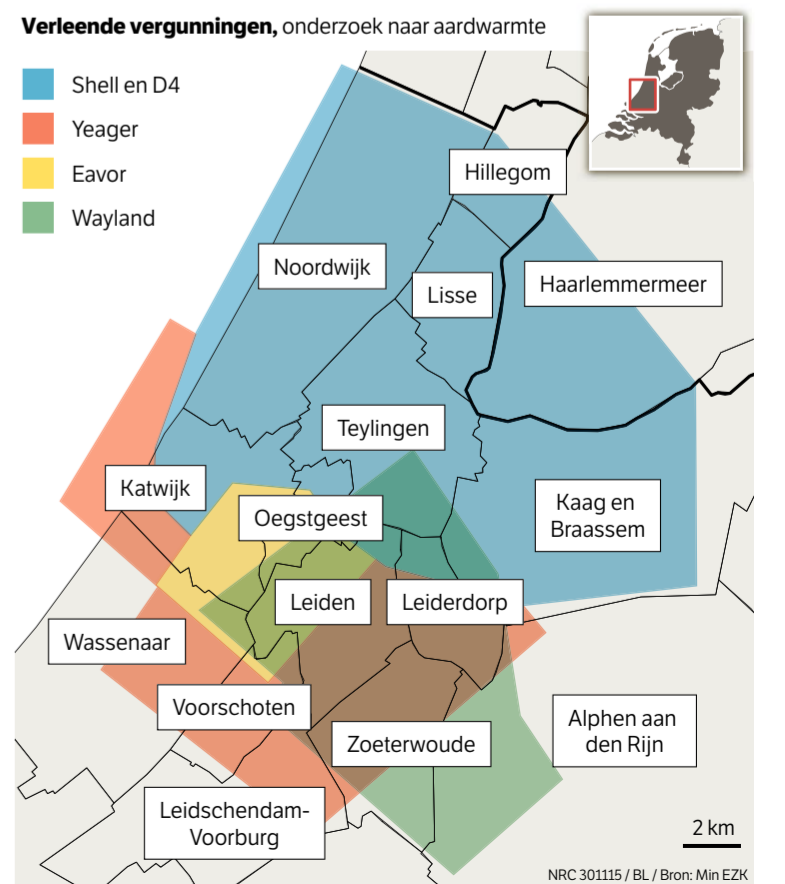 Verleende vergunningen, onderzoek naar aardwarmte
Shell en D4
Yeager
Eavor
Wayland
Hillegom
Noordwijk
Lisse
Haarlemmermeer
Teylingen
Katwijk
Oegstgeest
Kaag en
Braassem
Leiden
Leiderdorp
Wassenaar
Voorschoten
Zoeterwoude
Alphen aan
den Rijn
Leidschendam-
Voorburg
2 km
NRC 301115 / BL / Bron: Min EZK